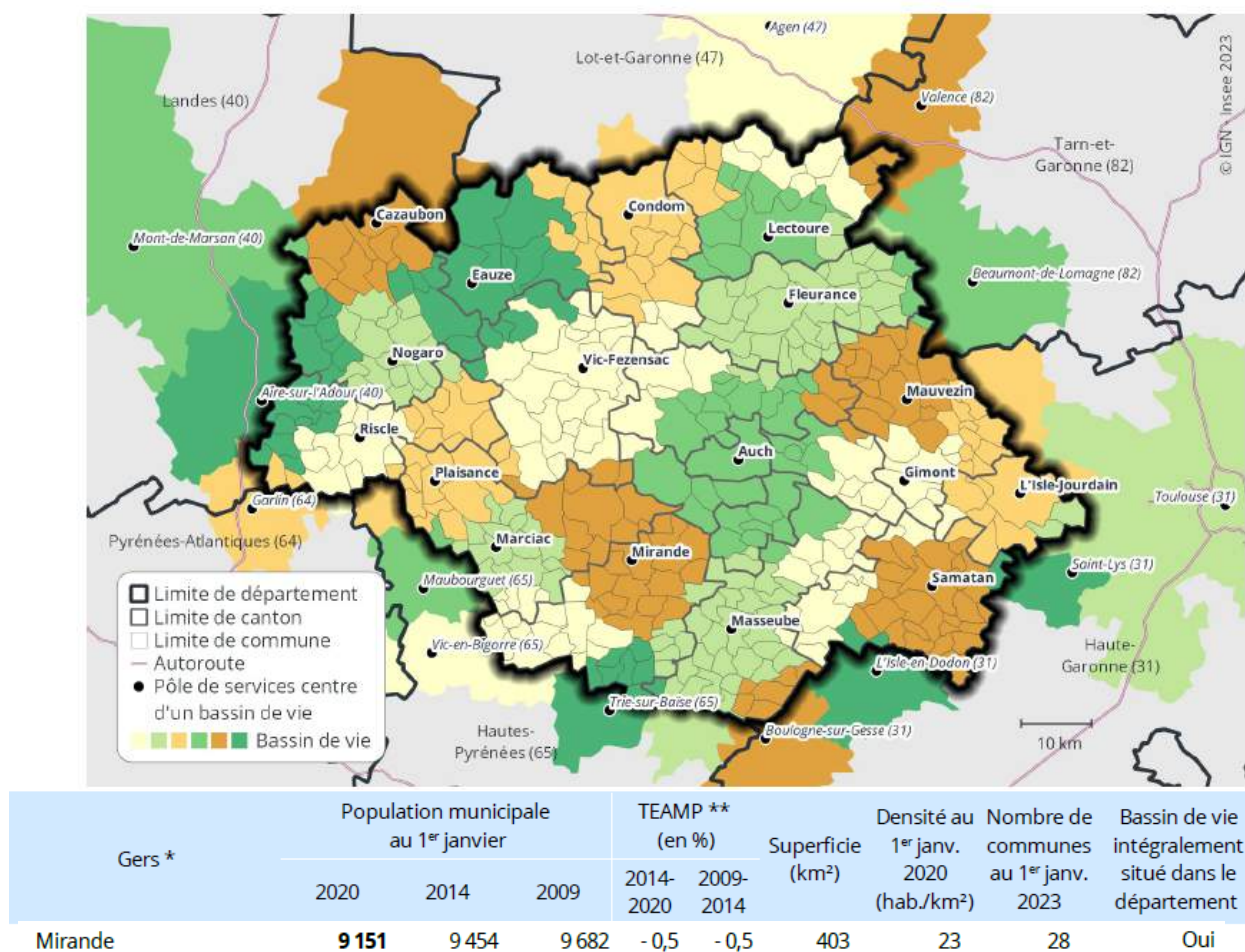 Agen (47)
Lot-et-Garonne (47)
© IGN - Insee 2023
Landes (40)
Valence (82)
Tarn-et-
Garonne (82)
Cazaubon
Condom
Mont-de-Marsan (40)
Lectoure
Eauze
Beaumont-de-Lomagne (82)
Fleurance
Nogaro
Vic-Fezensac
Aire-sur-l'Adour (40)
Mauvezin
Riscle
Auch
Plaisance
Gimont
L'Isle-Jourdain
Garlin (64)
Toulouse (31)
Pyrénées-Atlantiques (64)
Marciac
Mirande
Maubourguet (65)
Samatan
Saint-Lys (31)
Masseube
Vic-en-Bigorre (65)
Haute-
Garonne (31)
L'Isle-en-Dodon (31)
Trie-sur-Baïse (65)
Hautes-
Pyrénées (65)
Boulogne-sur-Gesse (31)
10 km
Limite de département
Limite de canton
Limite de commune
Autoroute
Pôle de services centre
d'un bassin de vie
Bassin de vie
Gers *
Population municipale
au 1er janvier
2020 2014 2009
TEAMP **
(en %)
2014-
2020
2009-
2014
Superficie
(km²)
Densité au
1er janv.
2020
(hab./km²)
Nombre de
communes
au 1er janv.
2023
Bassin de vie
intégralement
situé dans le
département
Mirande 9 151 9 454 9 682 - 0,5 - 0,5 403 23 28 Oui